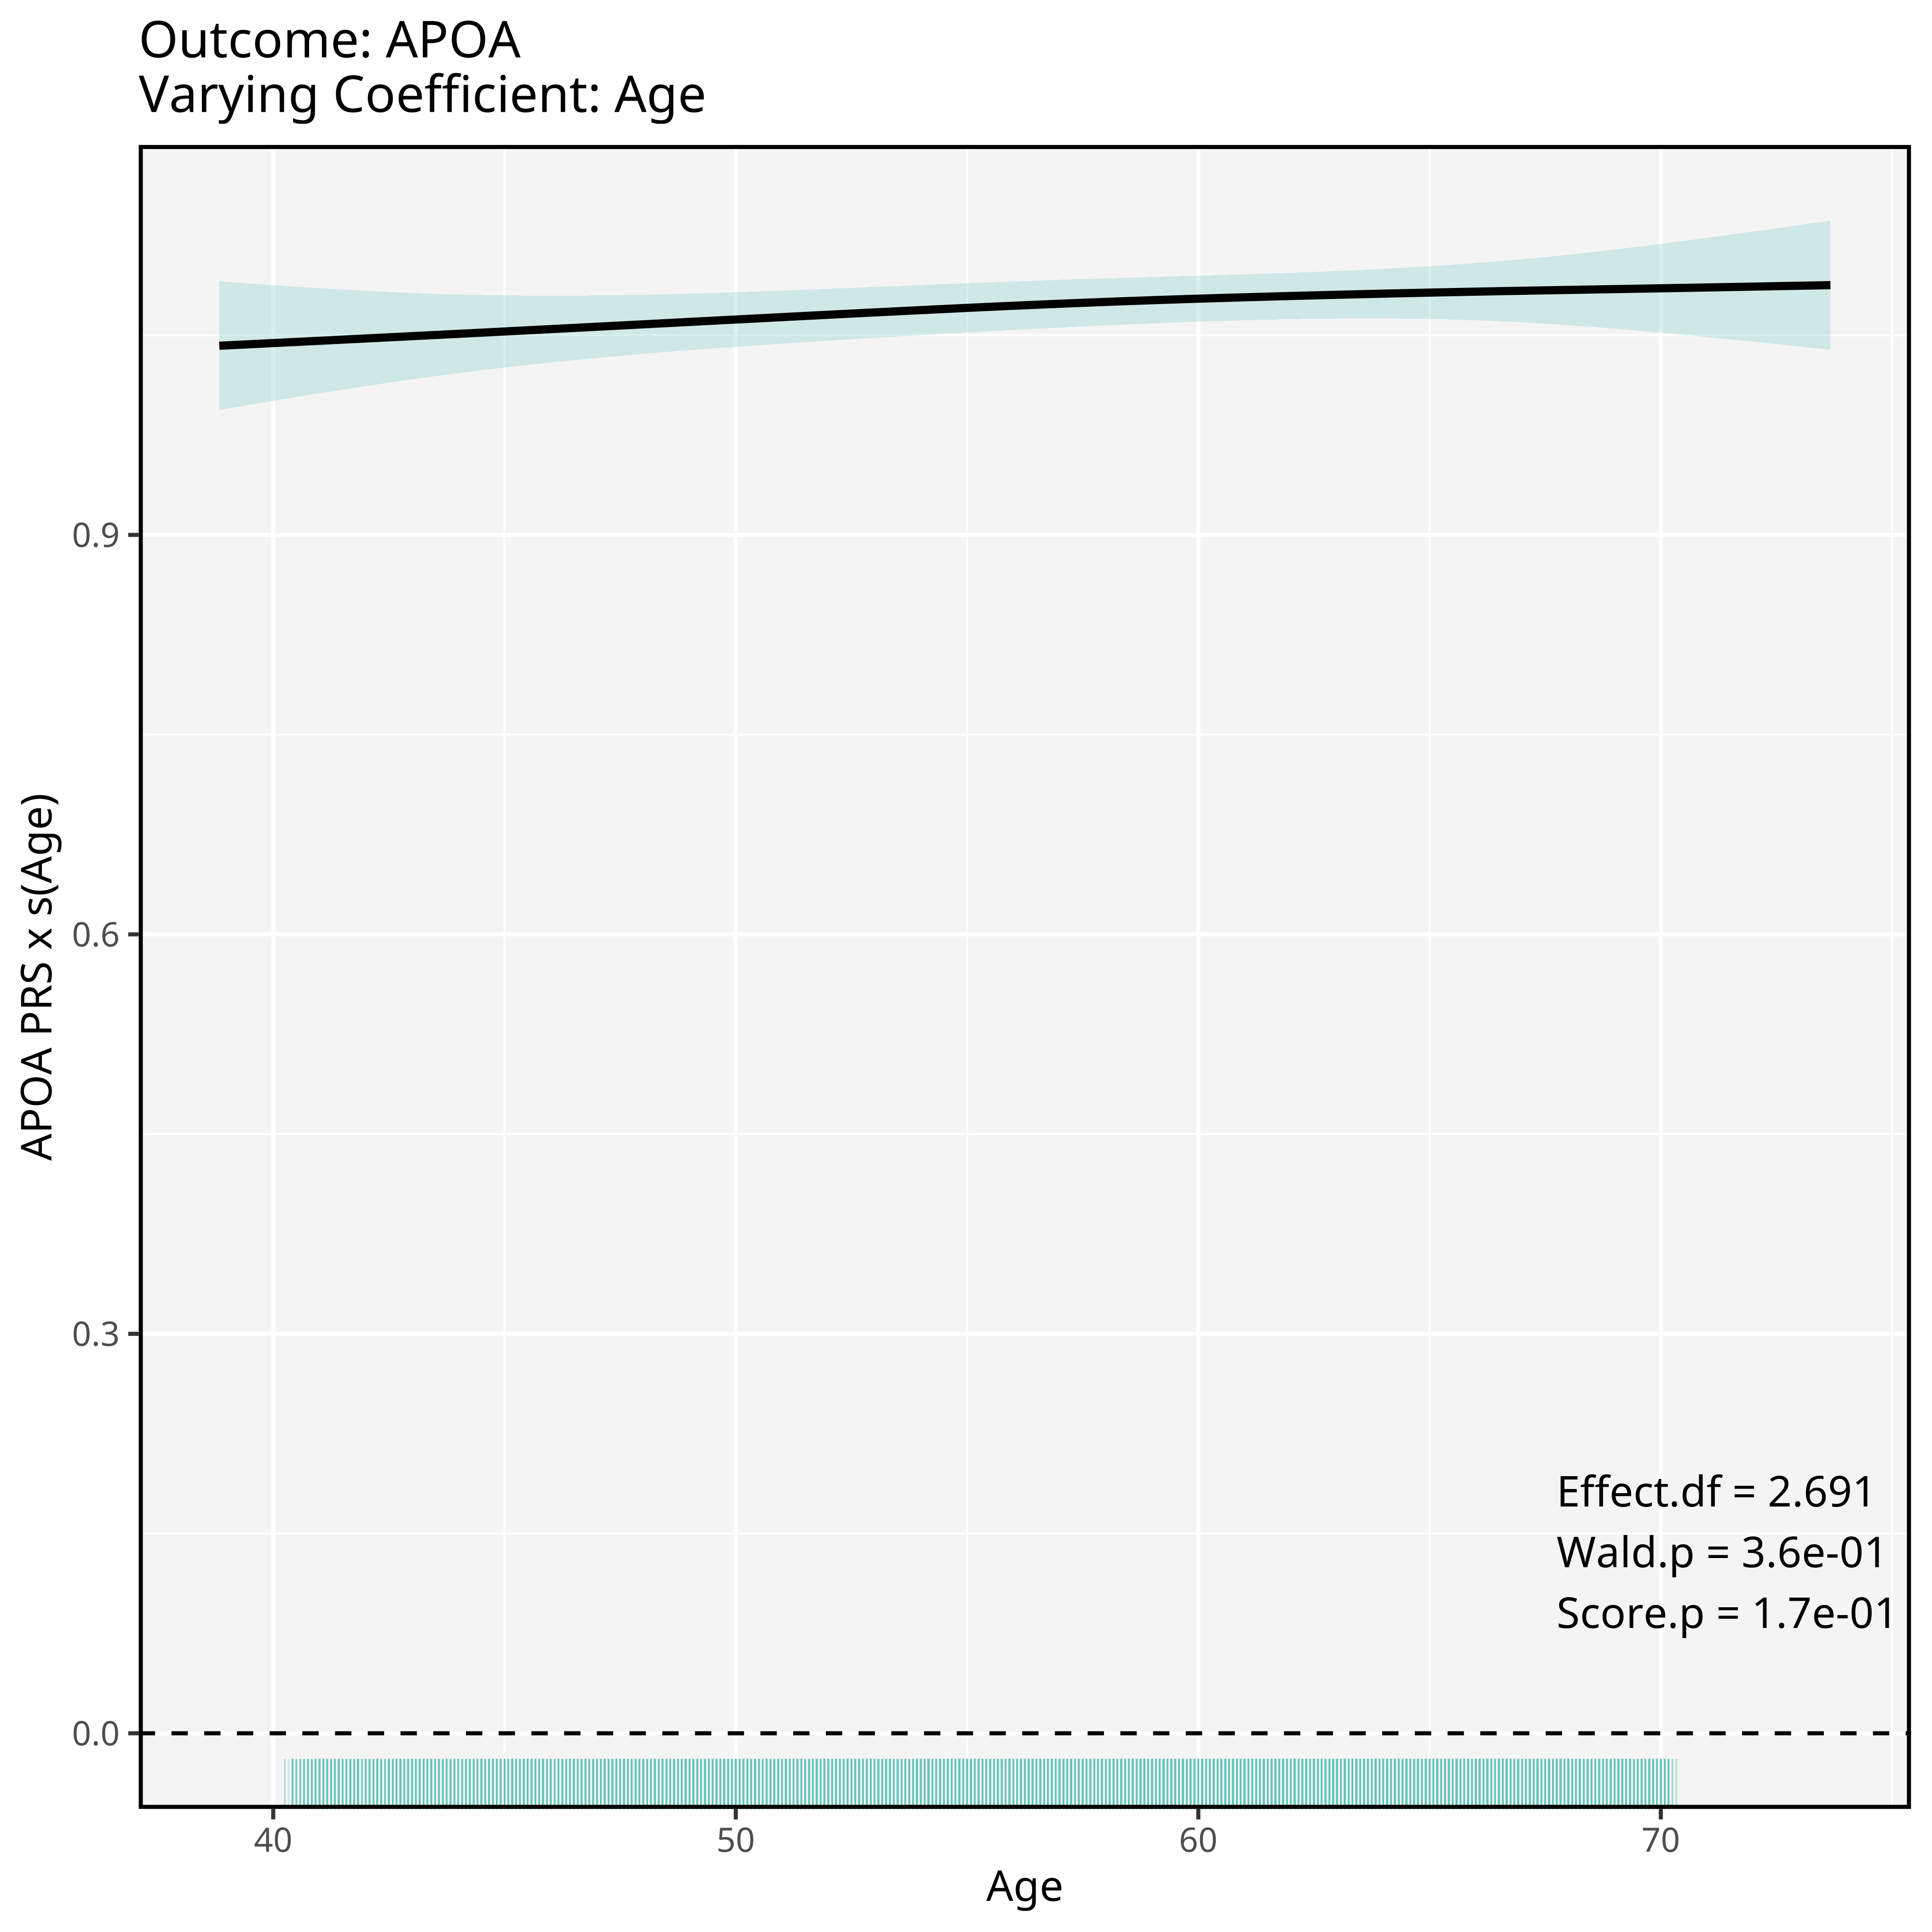 Outcome: APOA
Varying Coefficient: Age
APOA PRS x s(Age)
0.9
0.6
0.3
0.0
Effect.df = 2.691
Wald.p = 3.6e-01
Score.p = 1.7e-01
40 50 60 70
Age